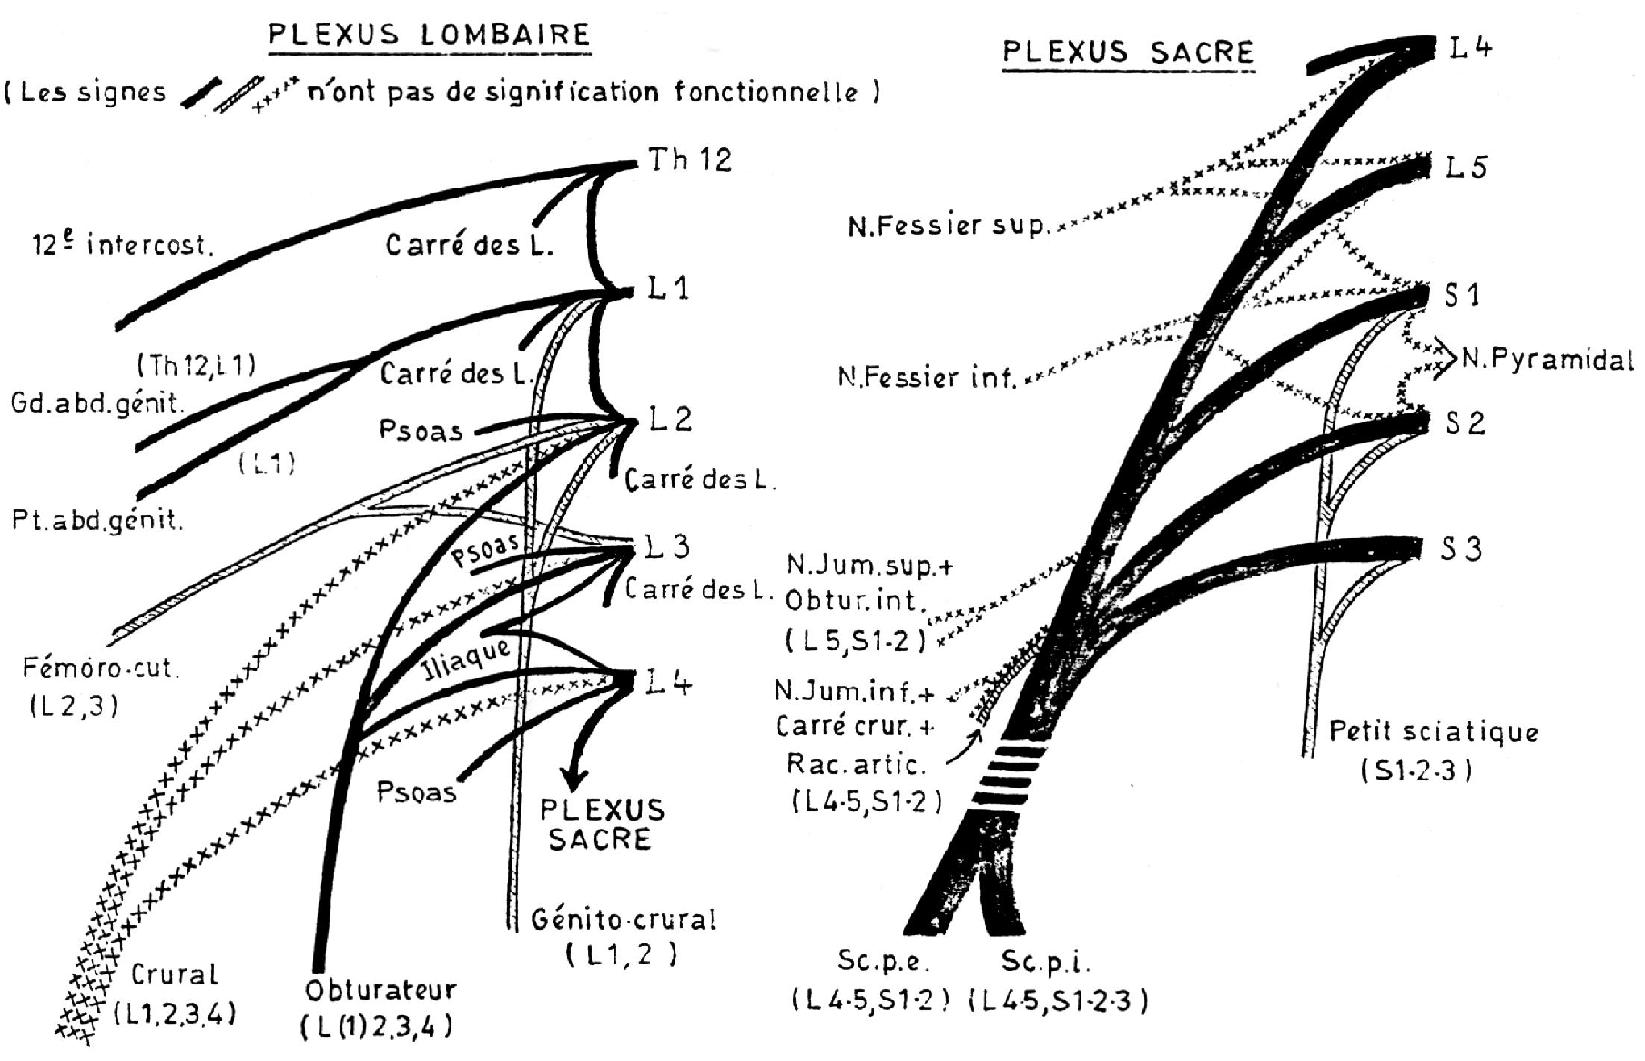 PLEXUS LOMBAIRE
(Les signes n'ont pas de signification fonctionnelle)
Th 12
12e intercost.
Carré des L.
L1
(Th12,L1)
Carré des L.
Gd.abd.génit.
L2
Psoas
(L1)
Carré des L.
Pt.abd.génit.
Psoas
L3
Carré des L.
Iliaque
Fémoro-cut.
(L2,3)
L4
Psoas
PLEXUS
SACRE
Génito-crural
(L1,2)
Crural
(L1,2,3,4)
Obturateur
(L(1)2,3,4)
PLEXUS SACRE
L4
L5
N.Fessier sup.
S1
N.Pyramidal
N.Fessier inf.
S2
S3
N.Jum.sup.+
Obtur.int.
(L5,S1-2)
N.Jum.inf.+
Carré crur.+
Rac.artic.
(L4-5,S1-2)
Petit sciatique
(S1-2-3)
Sc.p.e.
(L4-5,S1-2)
Sc.p.i.
(L4-5,S1-2-3)